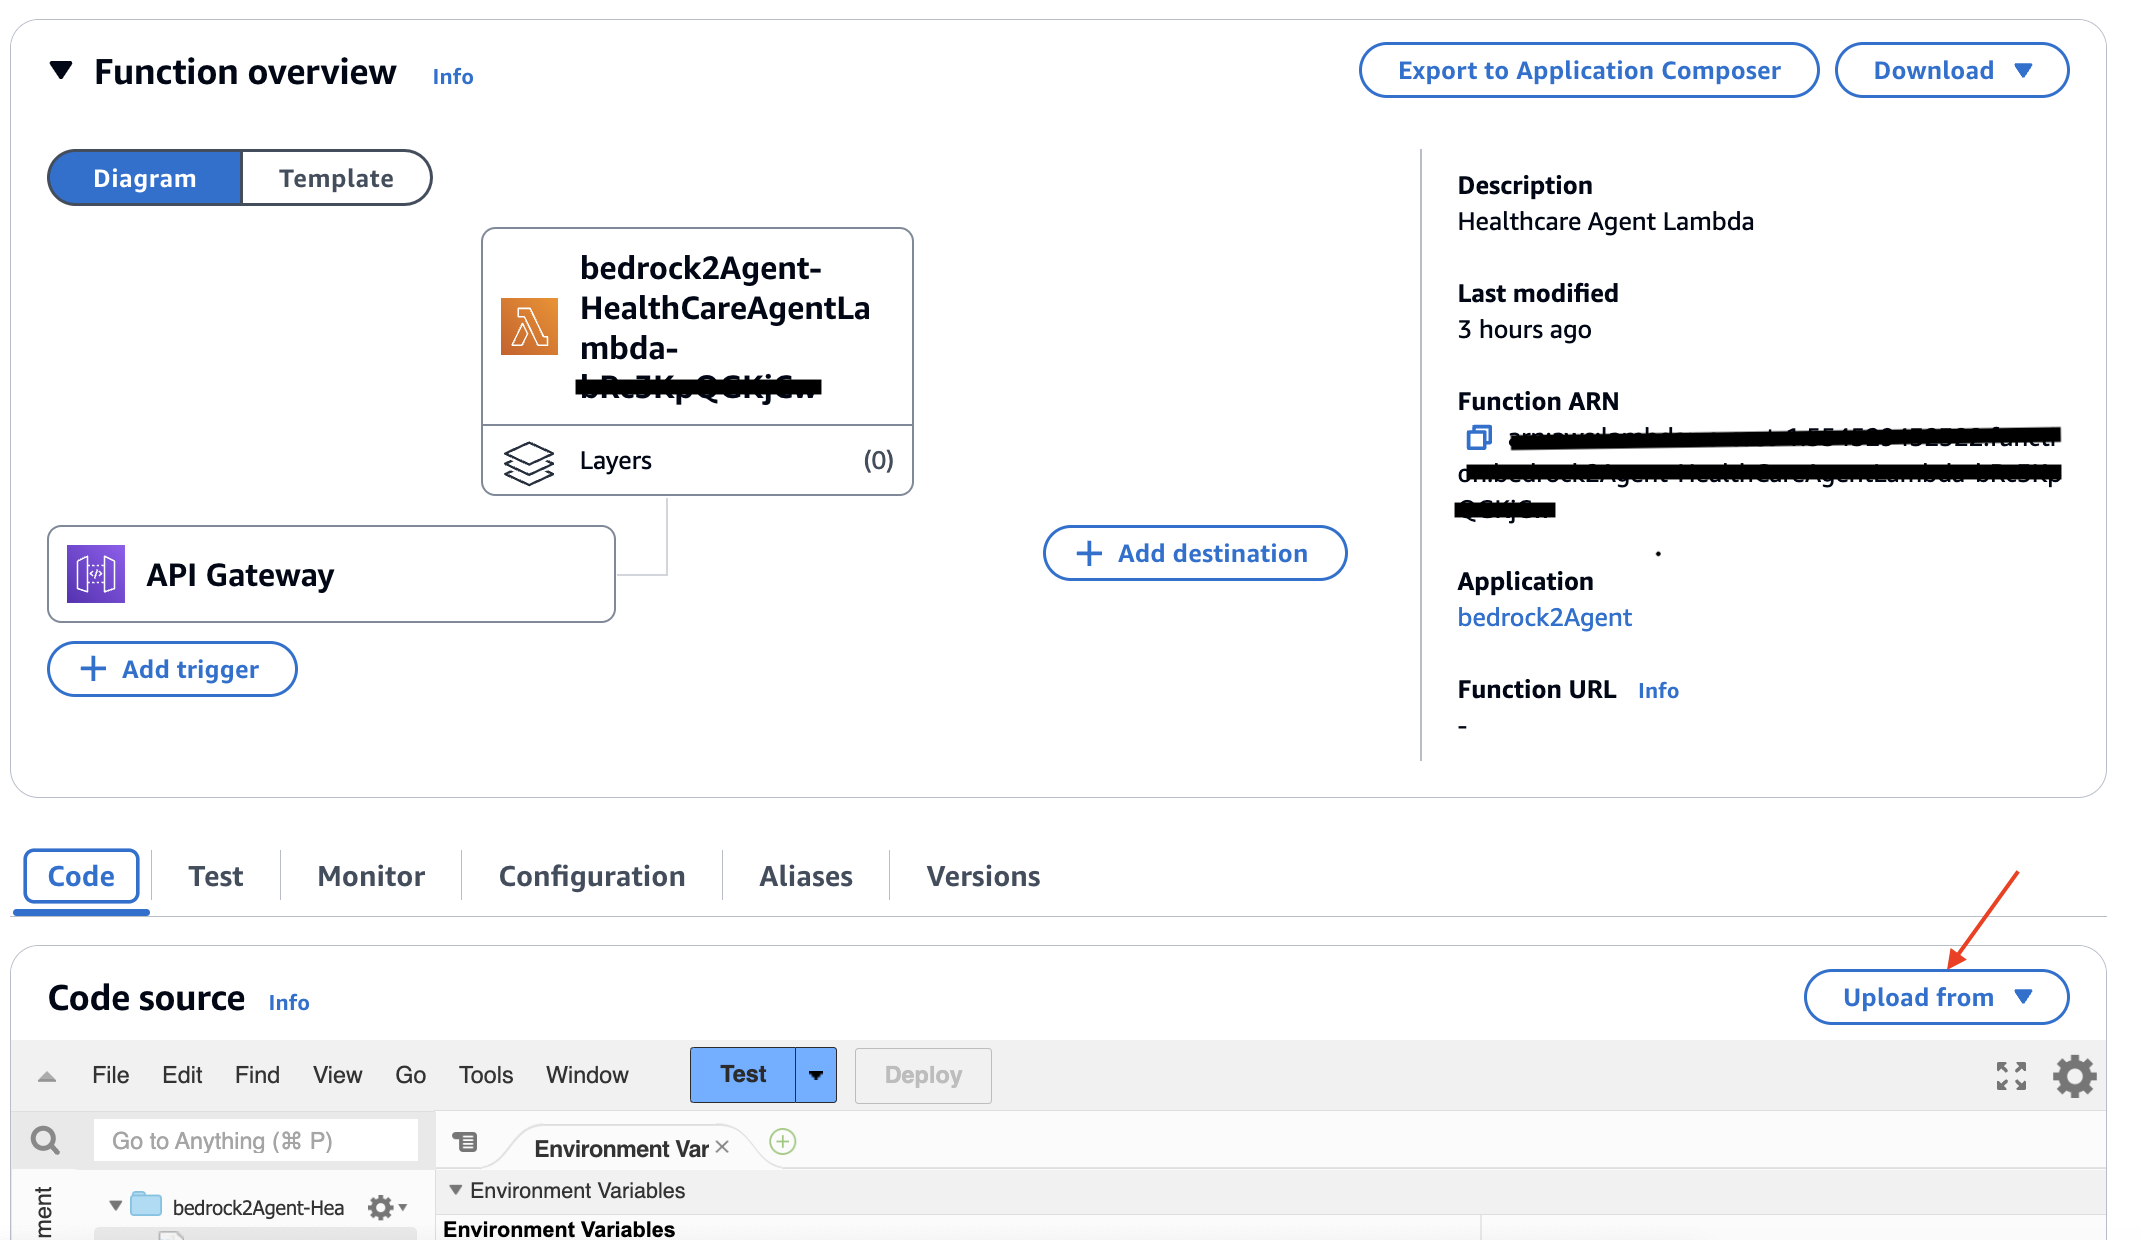 Function overview Info
Export to Application Composer
Download
Diagram
Template
bedrock2Agent-
HealthCareAgentLa
mbda-
Layers (0)
API Gateway
+ Add trigger
+ Add destination
Description
Healthcare Agent Lambda
Last modified
3 hours ago
Function ARN
Application
bedrock2Agent
Function URL Info
-
Code
Test
Monitor
Configuration
Aliases
Versions
Code source Info
Upload from
File Edit Find View Go Tools Window
Test
Deploy
Go to Anything (⌘ P)
Environment Var
bedrock2Agent-Hea
Environment Variables
Environment Variables
ment